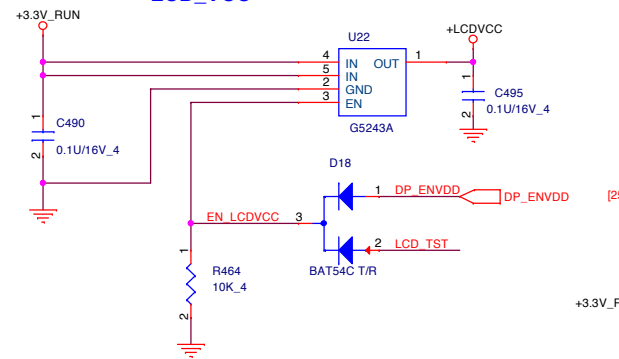 +3.3V_RUN
U22
+LCDVCC
4 IN OUT 1
5 IN
2 GND
3 EN
G5243A
1
C490
0.1U/16V_4
2
1
C495
0.1U/16V_4
2
D18
1 DP_ENVDD
DP_ENVDD
EN_LCDVCC 3
2 LCD_TST
BAT54C T/R
1
R464
10K_4
2